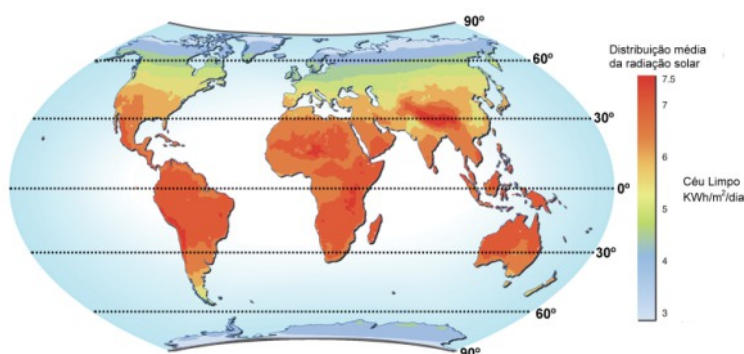 90º
60º
30º
0º
30º
60º
90º
Distribuição média
da radiação solar
7.5
7
6
5
4
3
Céu Limpo
KWh/m²/dia